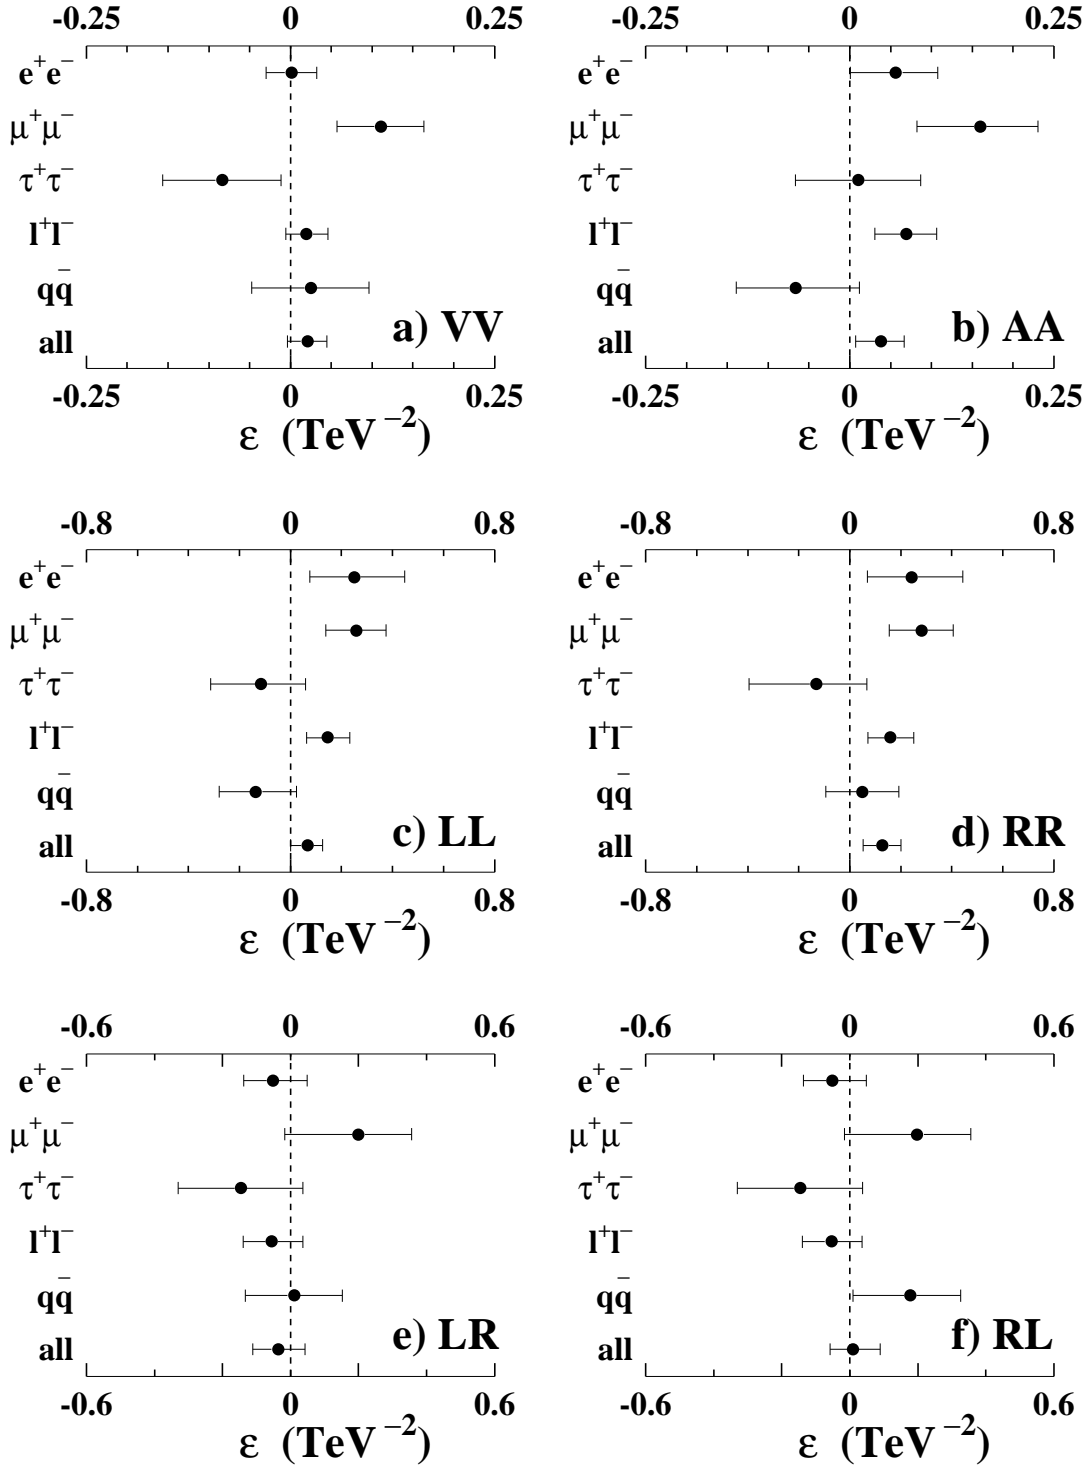 -0.25 0 0.25
e⁺e⁻
μ⁺μ⁻
τ⁺τ⁻
l⁺l⁻
qq̅
all
a) VV
-0.25 0 0.25
ε (TeV⁻²)
-0.25 0 0.25
e⁺e⁻
μ⁺μ⁻
τ⁺τ⁻
l⁺l⁻
qq̅
all
b) AA
-0.25 0 0.25
ε (TeV⁻²)
-0.8 0 0.8
e⁺e⁻
μ⁺μ⁻
τ⁺τ⁻
l⁺l⁻
qq̅
all
c) LL
-0.8 0 0.8
ε (TeV⁻²)
-0.8 0 0.8
e⁺e⁻
μ⁺μ⁻
τ⁺τ⁻
l⁺l⁻
qq̅
all
d) RR
-0.8 0 0.8
ε (TeV⁻²)
-0.6 0 0.6
e⁺e⁻
μ⁺μ⁻
τ⁺τ⁻
l⁺l⁻
qq̅
all
e) LR
-0.6 0 0.6
ε (TeV⁻²)
-0.6 0 0.6
e⁺e⁻
μ⁺μ⁻
τ⁺τ⁻
l⁺l⁻
qq̅
all
f) RL
-0.6 0 0.6
ε (TeV⁻²)